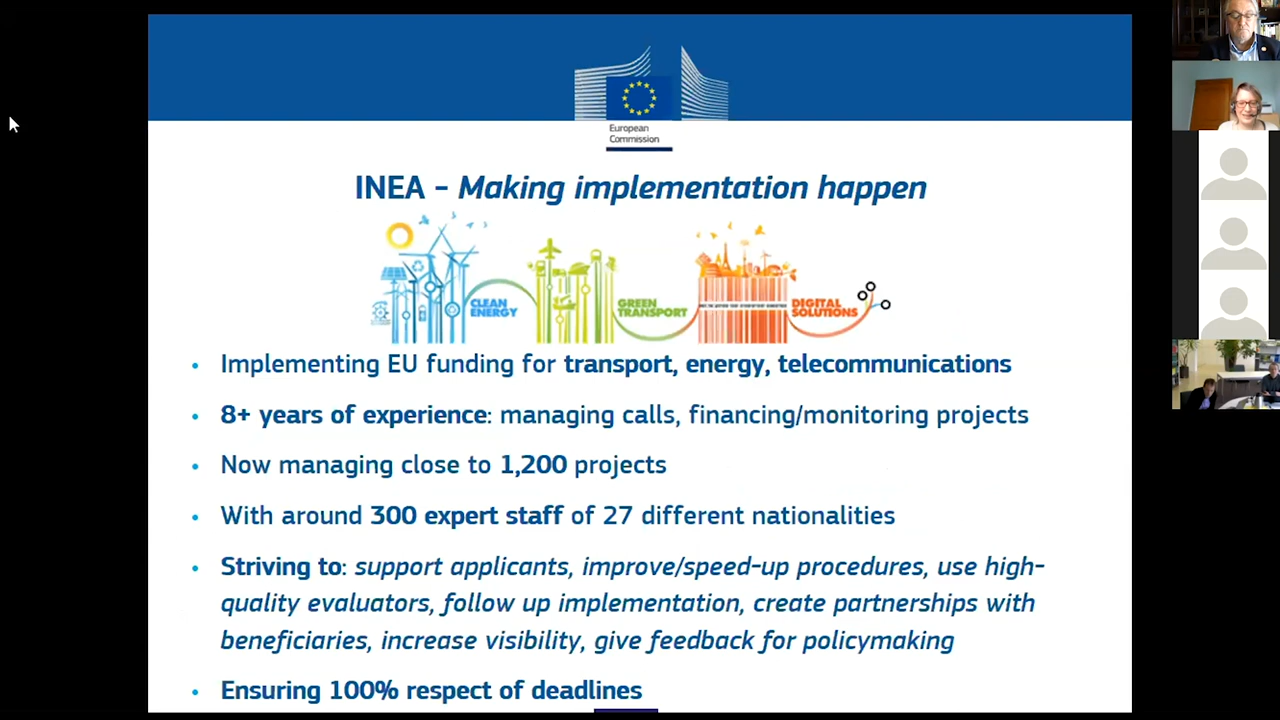 European
Commission
INEA – Making implementation happen
CLEAN
ENERGY
GREEN
TRANSPORT
DIGITAL
SOLUTIONS
• Implementing EU funding for transport, energy, telecommunications
• 8+ years of experience: managing calls, financing/monitoring projects
• Now managing close to 1,200 projects
• With around 300 expert staff of 27 different nationalities
• Striving to: support applicants, improve/speed-up procedures, use high-
quality evaluators, follow up implementation, create partnerships with
beneficiaries, increase visibility, give feedback for policymaking
• Ensuring 100% respect of deadlines